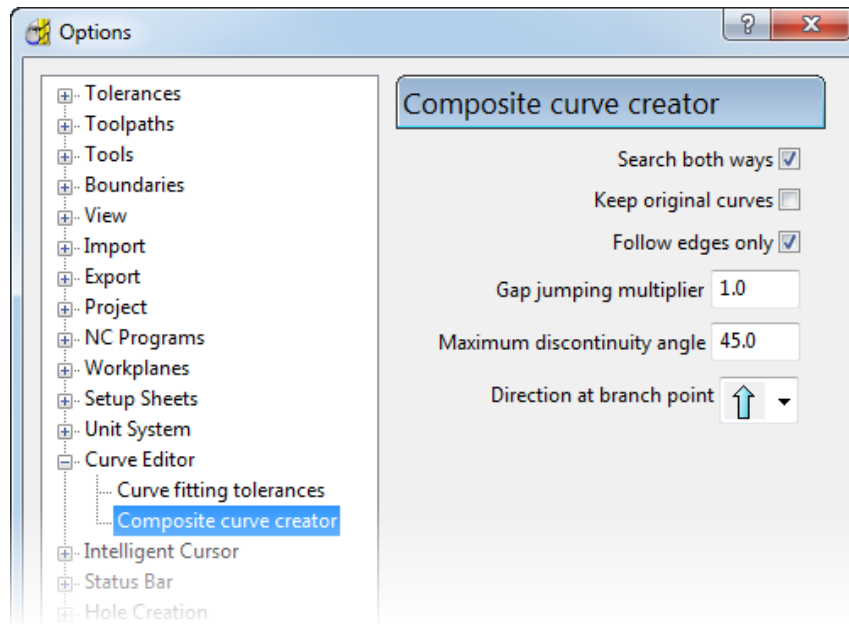 Options
?
x
Tolerances
Toolpaths
Tools
Boundaries
View
Import
Export
Project
NC Programs
Workplanes
Setup Sheets
Unit System
Curve Editor
Curve fitting tolerances
Composite curve creator
Intelligent Cursor
Status Bar
Hole Creation
Composite curve creator
Search both ways
Keep original curves
Follow edges only
Gap jumping multiplier 1.0
Maximum discontinuity angle 45.0
Direction at branch point